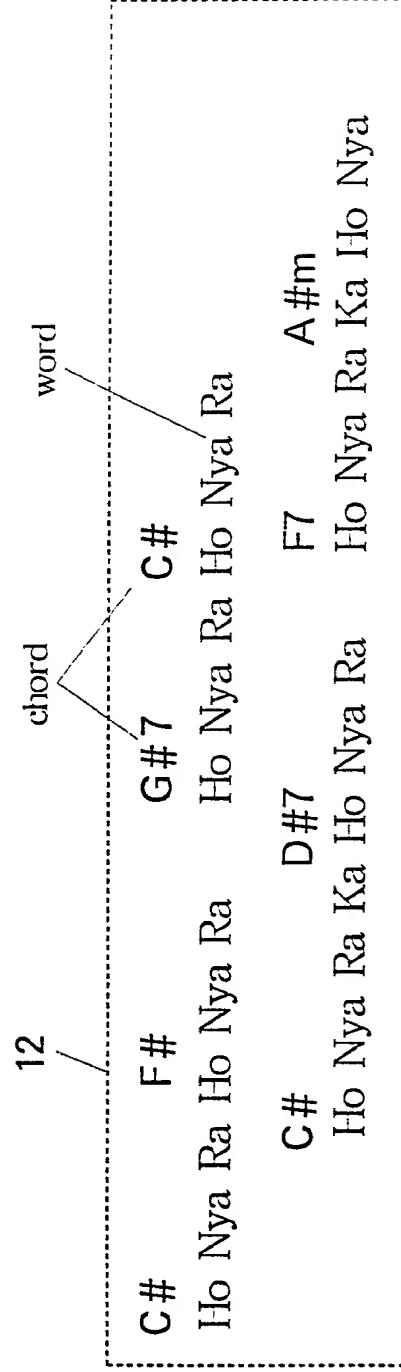 12 chord word
C# F# G#7 C#
Ho Nya Ra Ho Nya Ra Ho Nya Ra Ho Nya Ra
C# D#7 F7 A#m
Ho Nya Ra Ka Ho Nya Ra Ho Nya Ra Ka Ho Nya